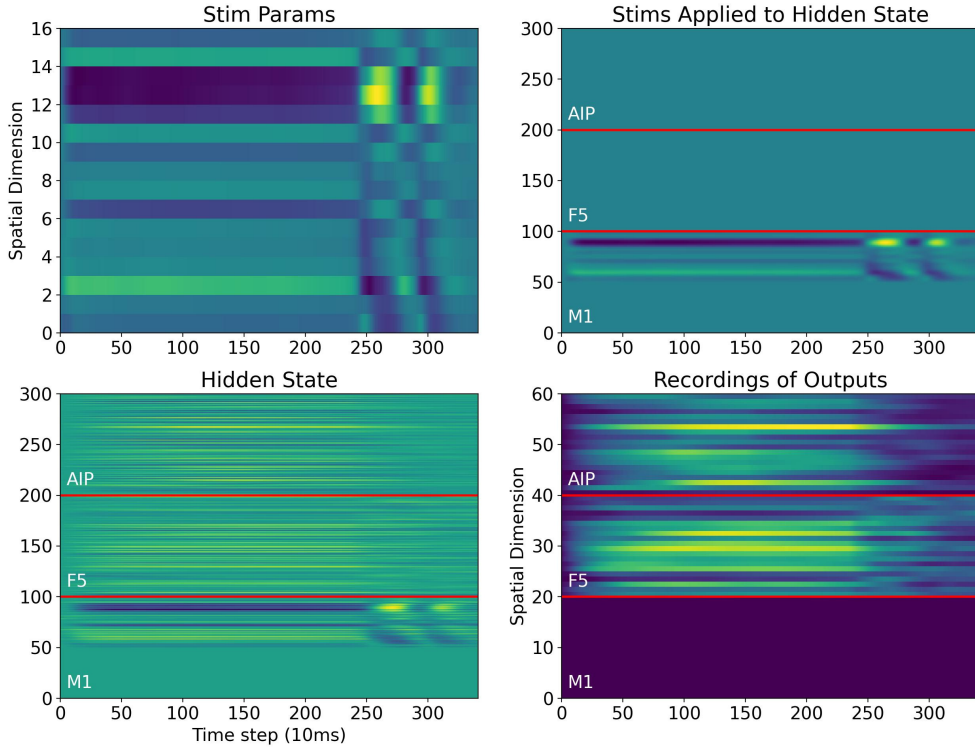 Stim Params
Spatial Dimension
16
14
12
10
8
6
4
2
0
0 50 100 150 200 250 300
Stims Applied to Hidden State
300
250
200
150
100
50
0
AIP
F5
M1
0 50 100 150 200 250 300
Hidden State
300
250
200
150
100
50
0
AIP
F5
M1
0 50 100 150 200 250 300
Time step (10ms)
Recordings of Outputs
Spatial Dimension
60
50
40
30
20
10
0
AIP
F5
M1
0 50 100 150 200 250 300